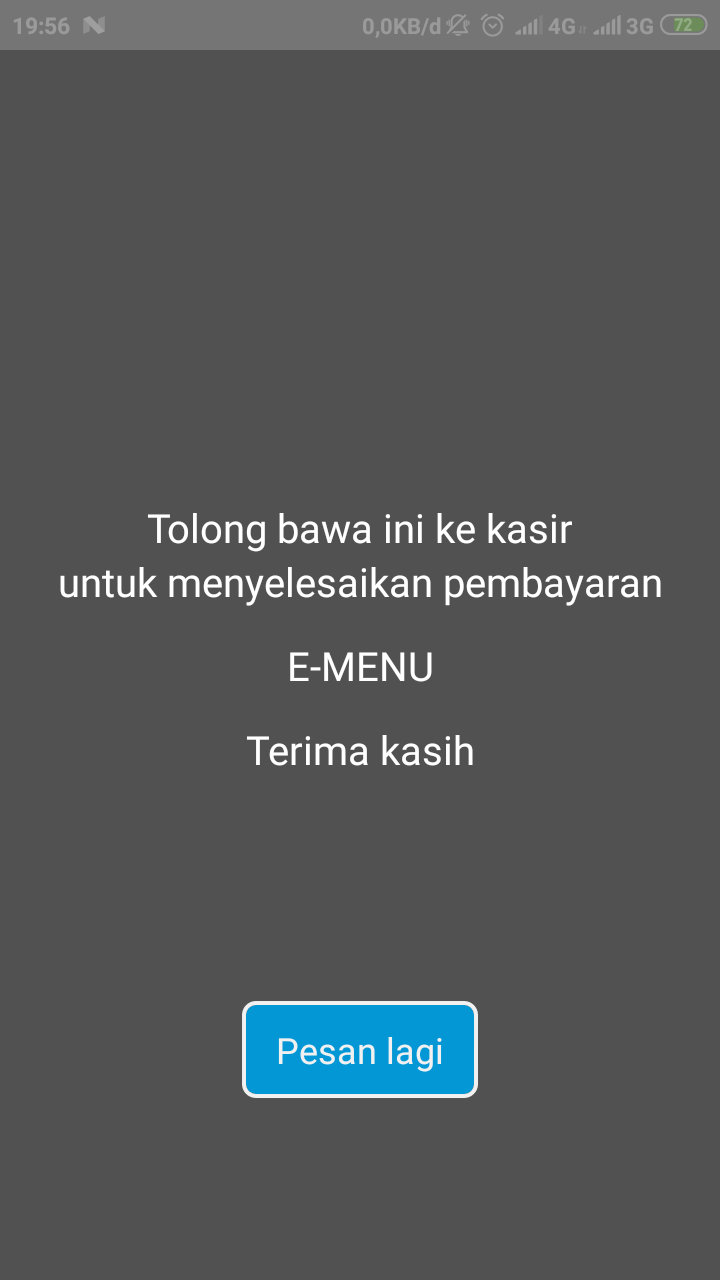 19:56 0,0KB/d 4G 3G 72
Tolong bawa ini ke kasir
untuk menyelesaikan pembayaran
E-MENU
Terima kasih
Pesan lagi